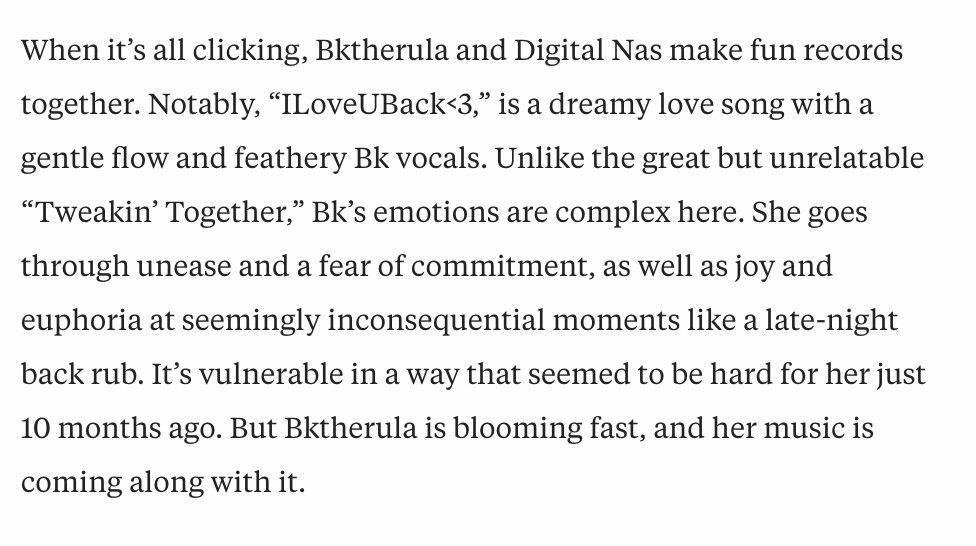 When it’s all clicking, Bktherula and Digital Nas make fun records
together. Notably, “ILoveUBack<3,” is a dreamy love song with a
gentle flow and feathery Bk vocals. Unlike the great but unrelatable
“Tweakin’ Together,” Bk’s emotions are complex here. She goes
through unease and a fear of commitment, as well as joy and
euphoria at seemingly inconsequential moments like a late-night
back rub. It’s vulnerable in a way that seemed to be hard for her just
10 months ago. But Bktherula is blooming fast, and her music is
coming along with it.